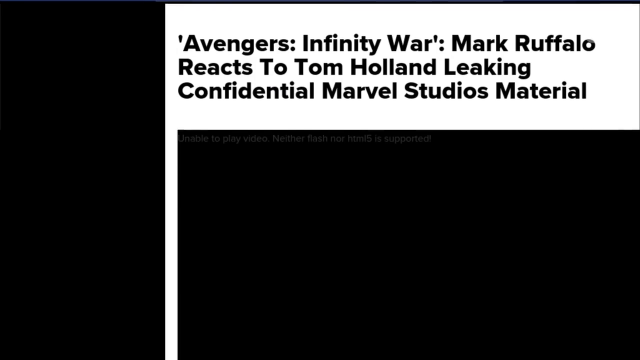 'Avengers: Infinity War': Mark Ruffalo
Reacts To Tom Holland Leaking
Confidential Marvel Studios Material
Unable to play video. Neither flash nor html5 is supported!